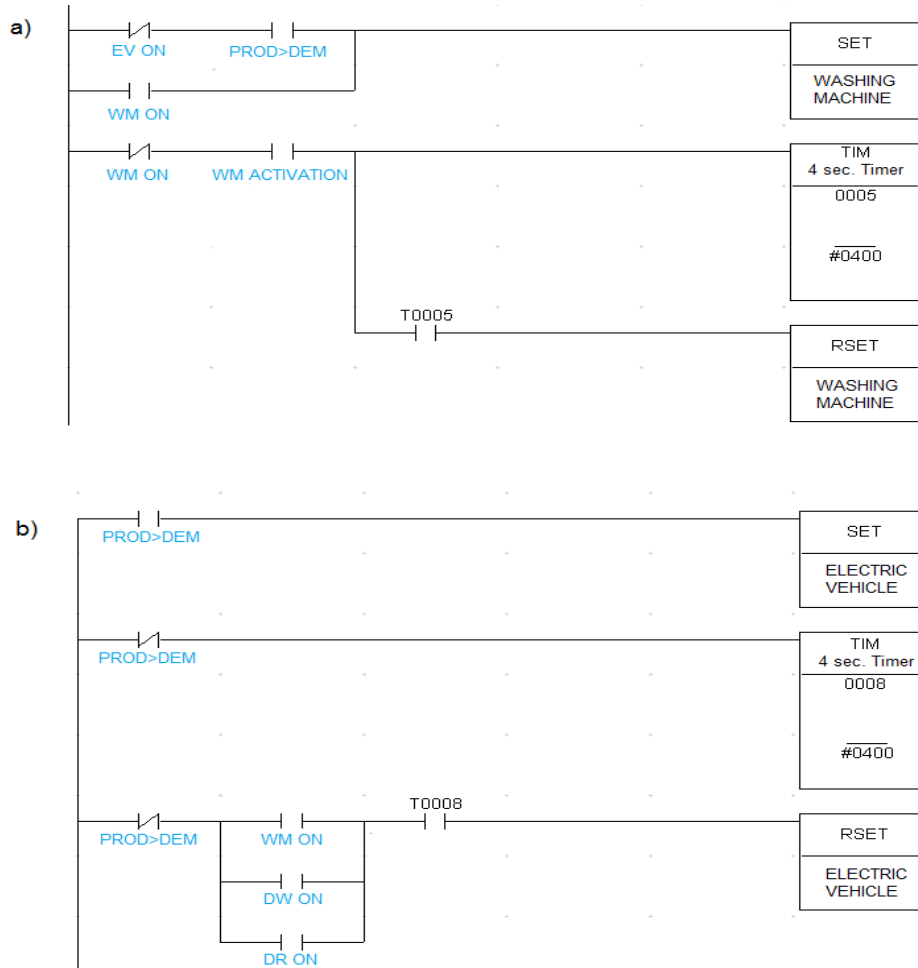 a)
SET
EV ON
PROD>DEM
WASHING
MACHINE
WM ON
TIM
4 sec. Timer
WM ON
WM ACTIVATION
0005
#0400
T0005
RSET
WASHING
MACHINE
b)
SET
PROD>DEM
ELECTRIC
VEHICLE
TIM
4 sec. Timer
PROD>DEM
0008
#0400
T0008
RSET
PROD>DEM
WM ON
ELECTRIC
VEHICLE
DW ON
DR ON